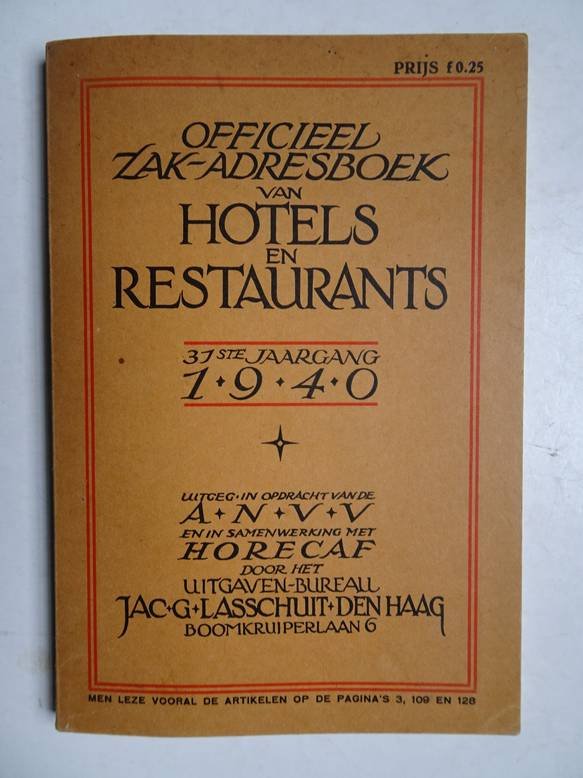 PRIJS f 0.25
OFFICIEEL
ZAK-ADRESBOEK
VAN
HOTELS
EN
RESTAURANTS
31STE JAARGANG
1·9·4·0
UITGEG·IN OPDRACHT VAN DE
A·N·V·V
EN IN SAMENWERKING MET
HORECAF
DOOR HET
UITGAVEN-BUREAU
JAC·G·LASSCHUIT·DEN HAAG
BOOMKRUIPERLAAN 6
MEN LEZE VOORAL DE ARTIKELEN OP DE PAGINA'S 3, 109 EN 128